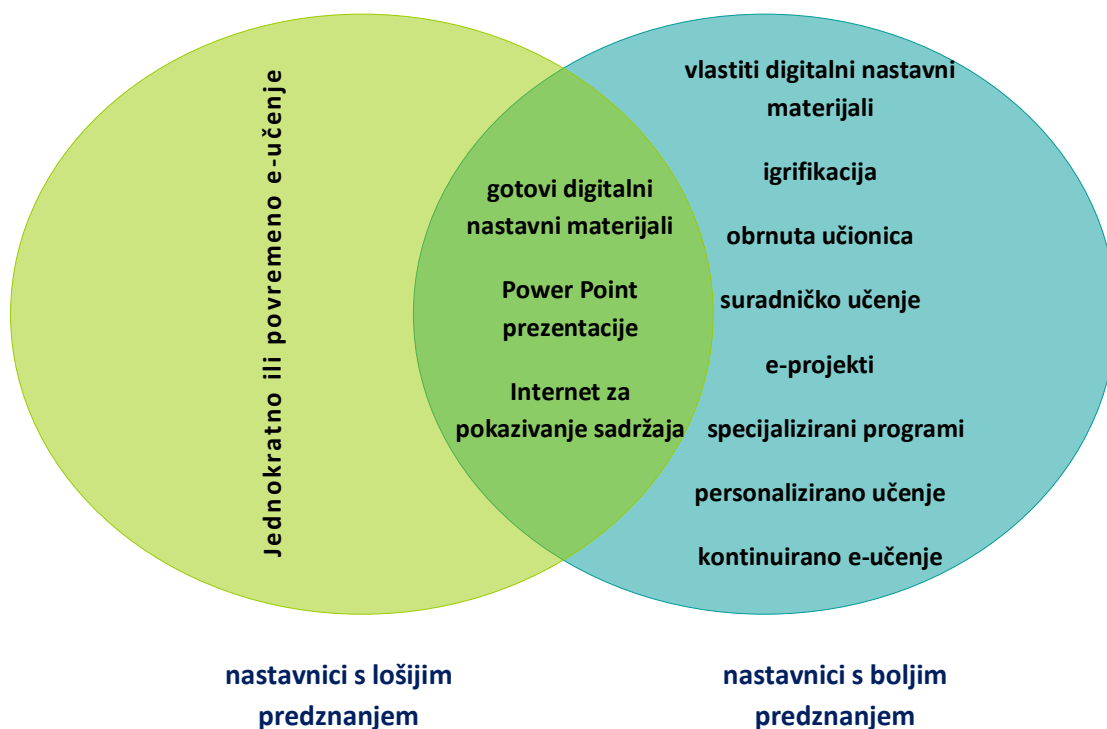 Jednokratno ili povremeno e-učenje
gotovi digitalni
nastavni materijali
Power Point
prezentacije
Internet za
pokazivanje sadržaja
vlastiti digitalni nastavni
materijali
igrifikacija
obrnuta učionica
suradničko učenje
e-projekti
specijalizirani programi
personalizirano učenje
kontinuirano e-učenje
nastavnici s lošijim
predznanjem
nastavnici s boljim
predznanjem